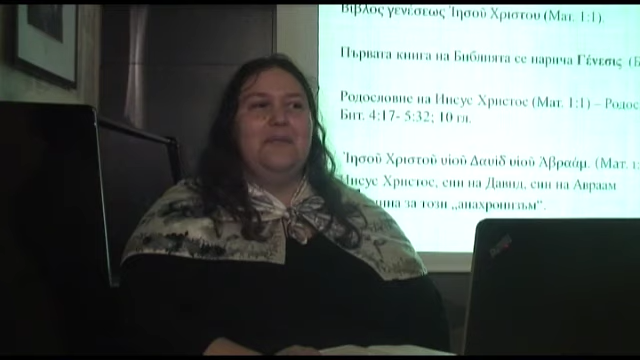 Βίβλος γενέσεως Ἰησοῦ Χριστοῦ (Мат. 1:1).
Първата книга на Библията се нарича Γένεσις. (Б
Родословие на Иисус Христос (Мат. 1:1) – Родос
Бит. 4:17- 5:32; 10 гл.
Ἰησοῦ Χριστοῦ υἱοῦ Δαυὶδ υἱοῦ Ἀβραάμ. (Мат. 1:
Иисус Христос, син на Давид, син на Авраам
за този „анахронизъм“.